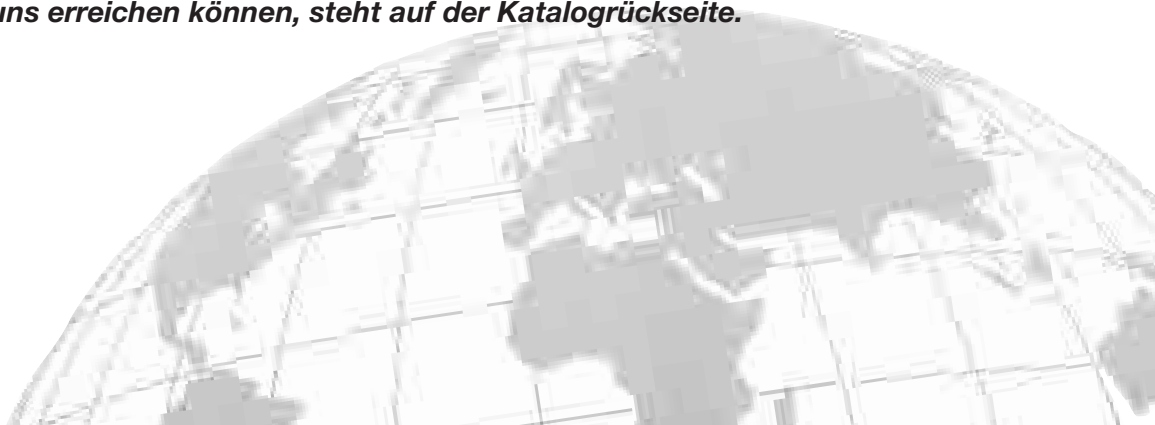 uns erreichen können, steht auf der Katalogrückseite.